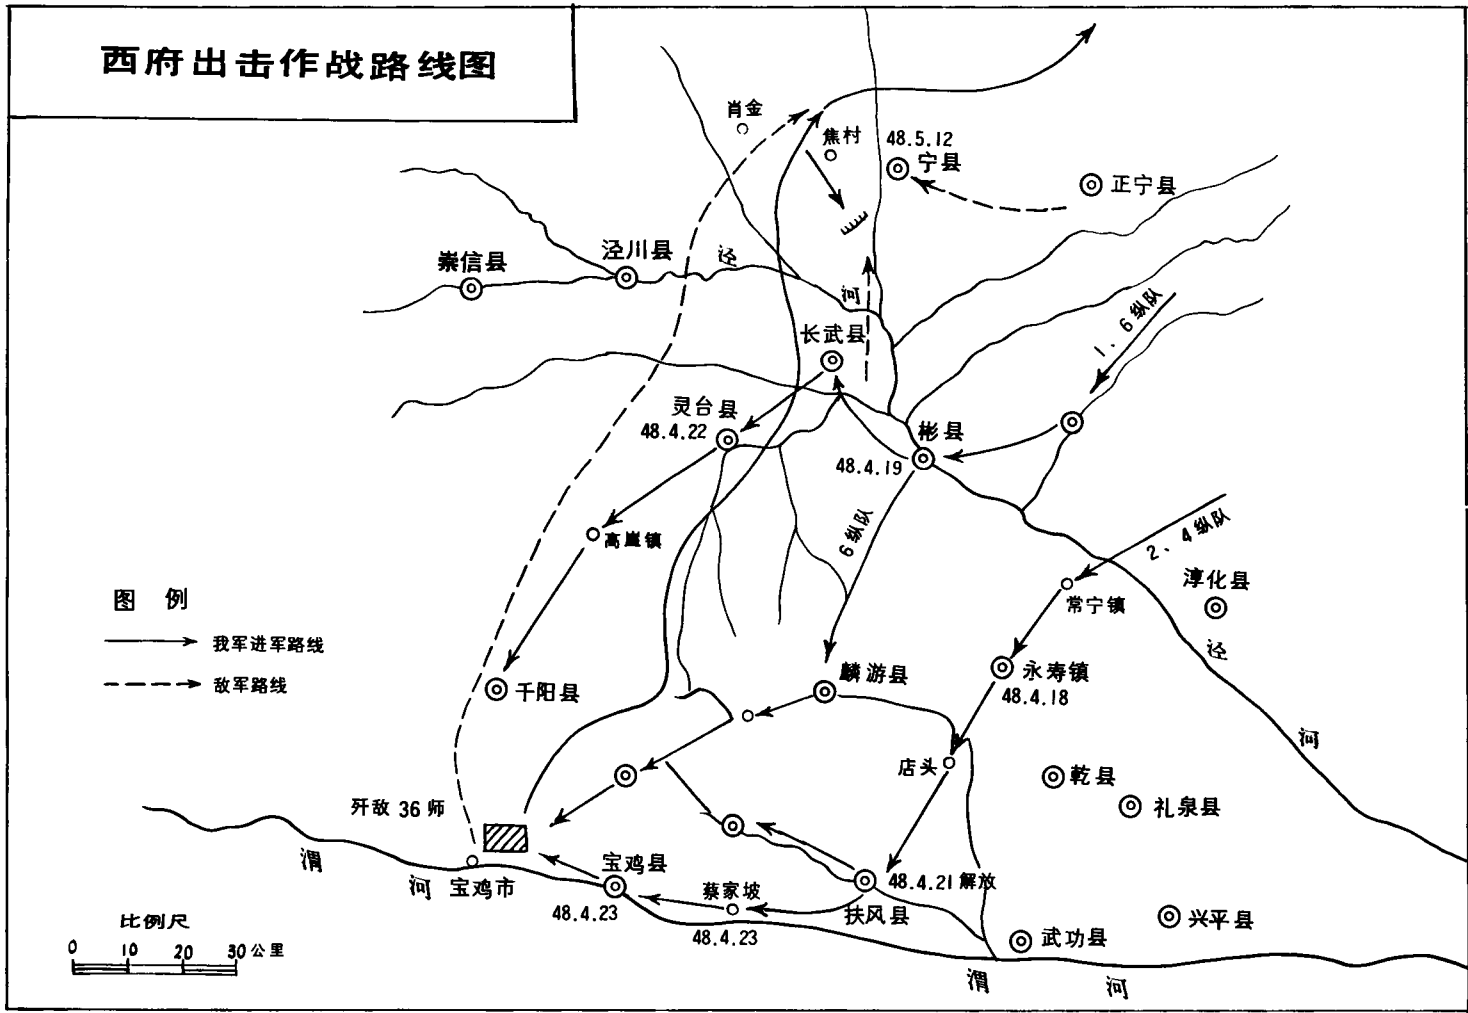 西府出击作战路线图
肖金
焦村
48.5.12
宁县
正宁县
崇信县
泾川县
泾
河
长武县
1、6纵队
灵台县
48.4.22
彬县
48.4.19
高崖镇
6纵队
2、4纵队
淳化县
常宁镇
泾
河
图 例
我军进军路线
敌军路线
千阳县
麟游县
永寿镇
48.4.18
店头
乾县
礼泉县
歼敌36师
渭
河
宝鸡市
宝鸡县
48.4.23
蔡家坡
48.4.23
48.4.21解放
扶风县
武功县
兴平县
渭
河
比例尺
0 10 20 30公里